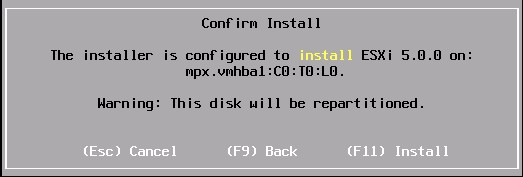 Confirm Install
The installer is configured to install ESXi 5.0.0 on:
mpx.vmhba1:C0:T0:L0.
Warning: This disk will be repartitioned.
(Esc) Cancel (F9) Back (F11) Install